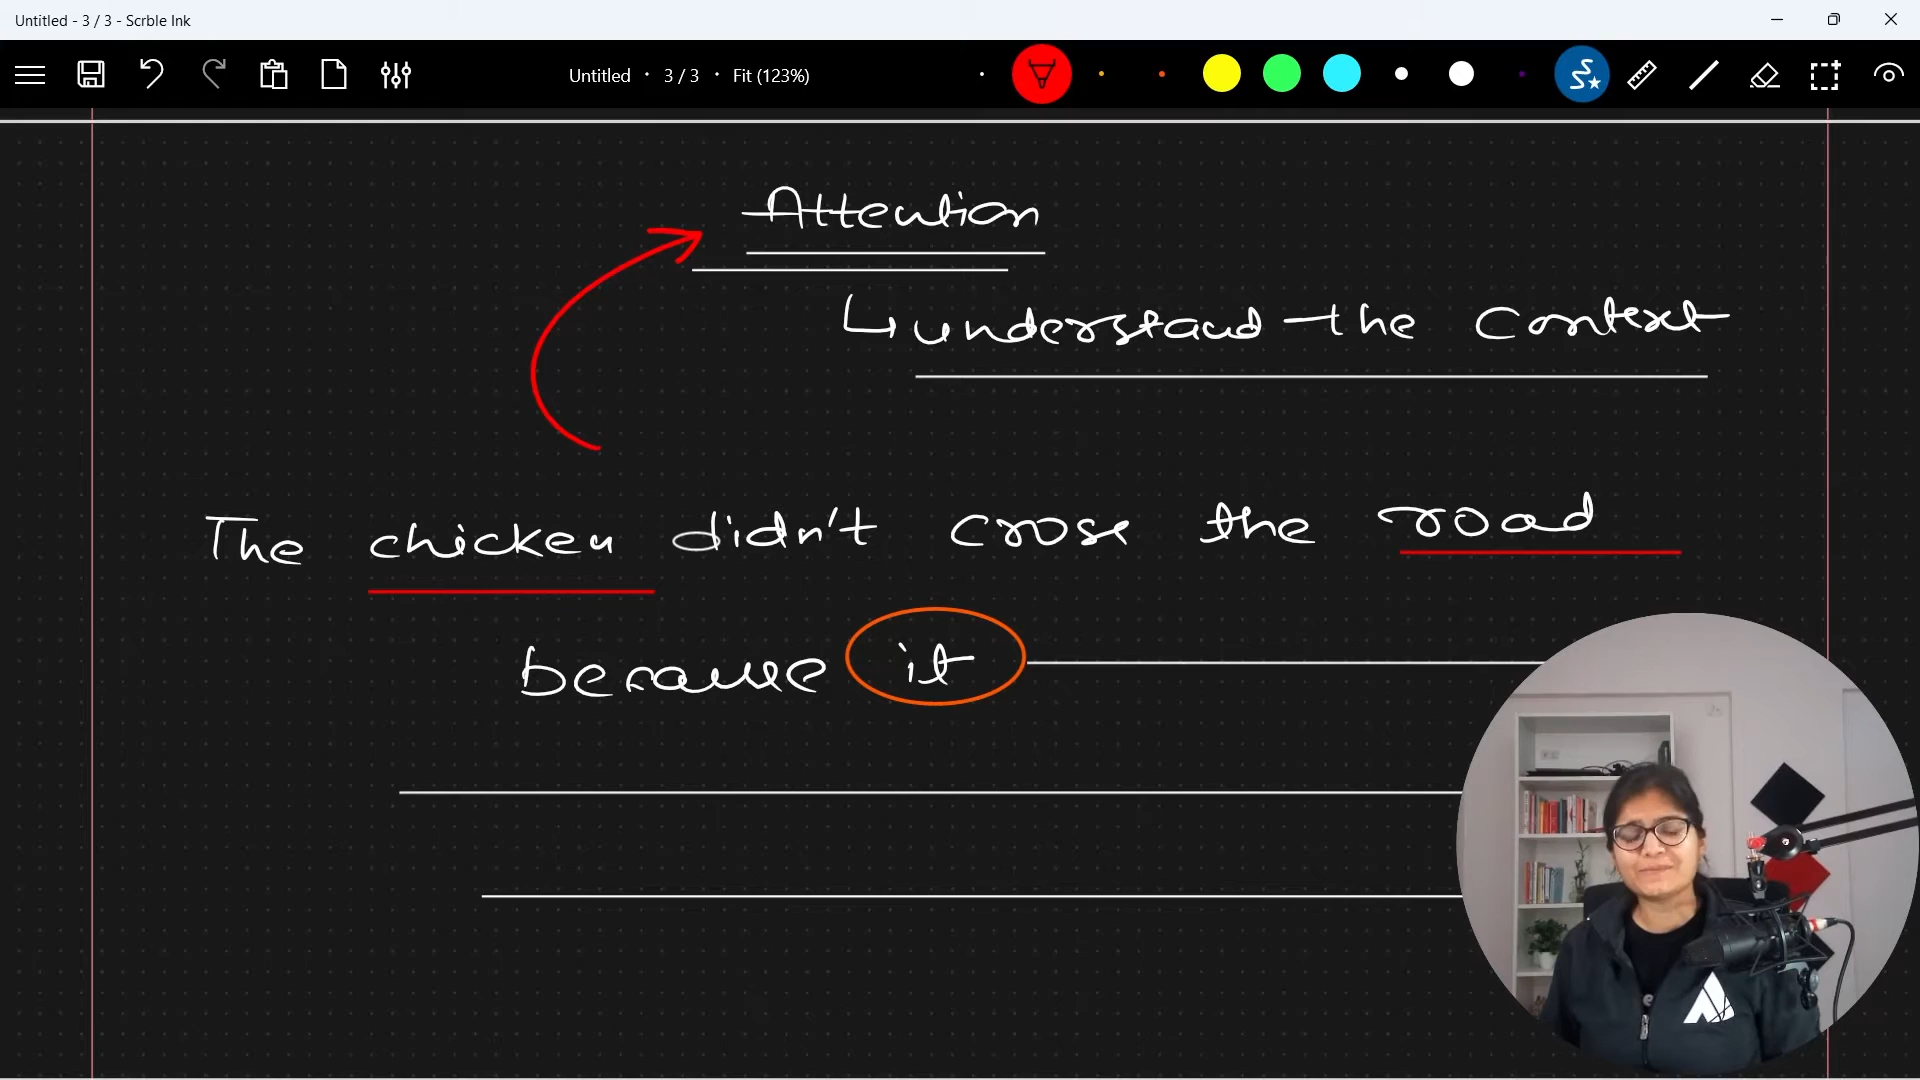 Untitled - 3 / 3 - Scrble Ink
Untitled • 3 / 3 • Fit (123%)
Attention
↳ understand the context
The chicken didn't cross the road
because it